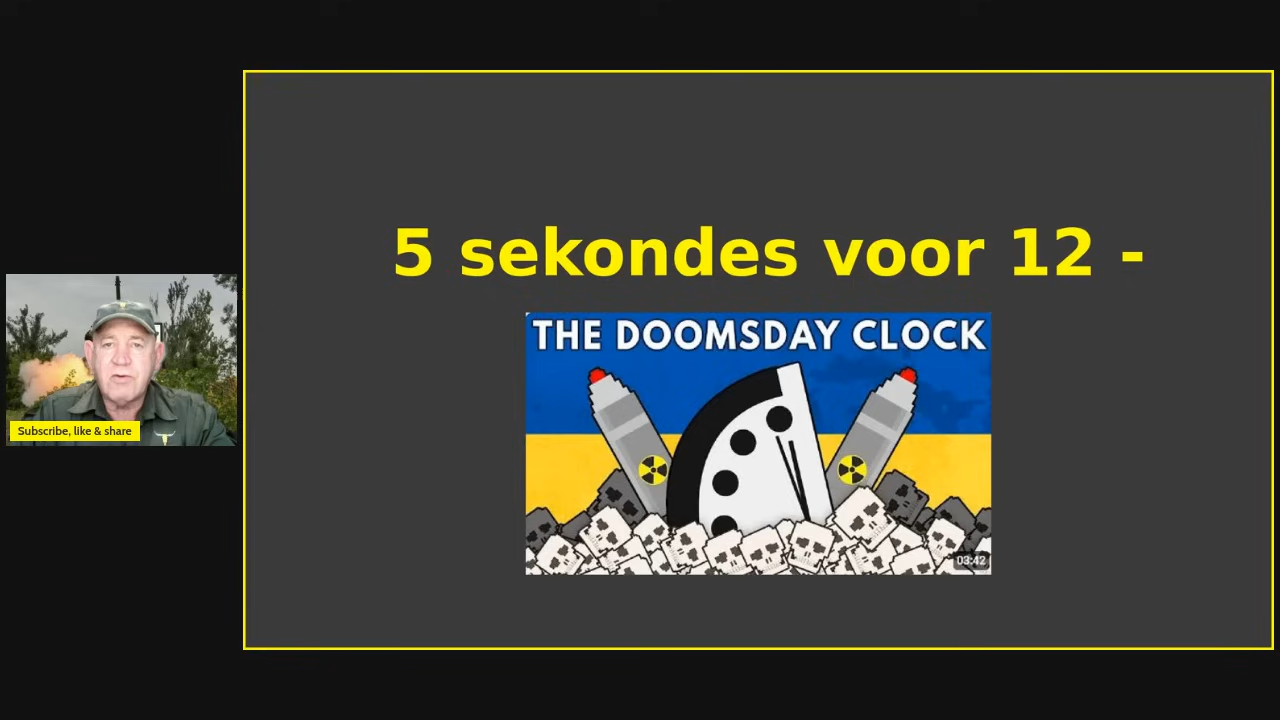 5 sekondes voor 12 -
THE DOOMSDAY CLOCK
Subscribe, like & share
03:42